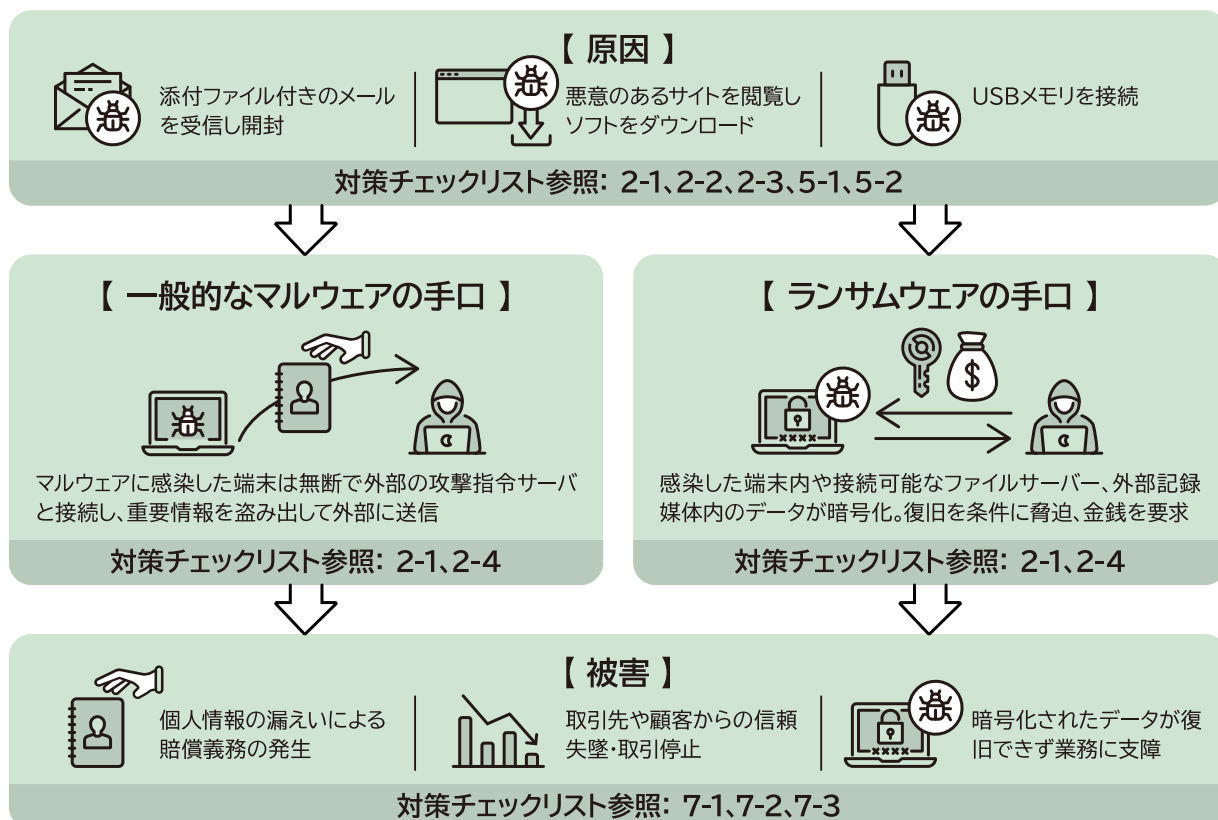 【 原因 】
添付ファイル付きのメール
を受信し開封
悪意のあるサイトを閲覧し
ソフトをダウンロード
USBメモリを接続
対策チェックリスト参照: 2-1、2-2、2-3、5-1、5-2
【 一般的なマルウェアの手口 】
マルウェアに感染した端末は無断で外部の攻撃指令サーバ
と接続し、重要情報を盗み出して外部に送信
対策チェックリスト参照: 2-1、2-4
【 ランサムウェアの手口 】
$
××××
感染した端末内や接続可能なファイルサーバー、外部記録
媒体内のデータが暗号化。復旧を条件に脅迫、金銭を要求
対策チェックリスト参照: 2-1、2-4
【 被害 】
個人情報の漏えいによる
賠償義務の発生
取引先や顧客からの信頼
失墜・取引停止
××××
暗号化されたデータが復
旧できず業務に支障
対策チェックリスト参照: 7-1、7-2、7-3